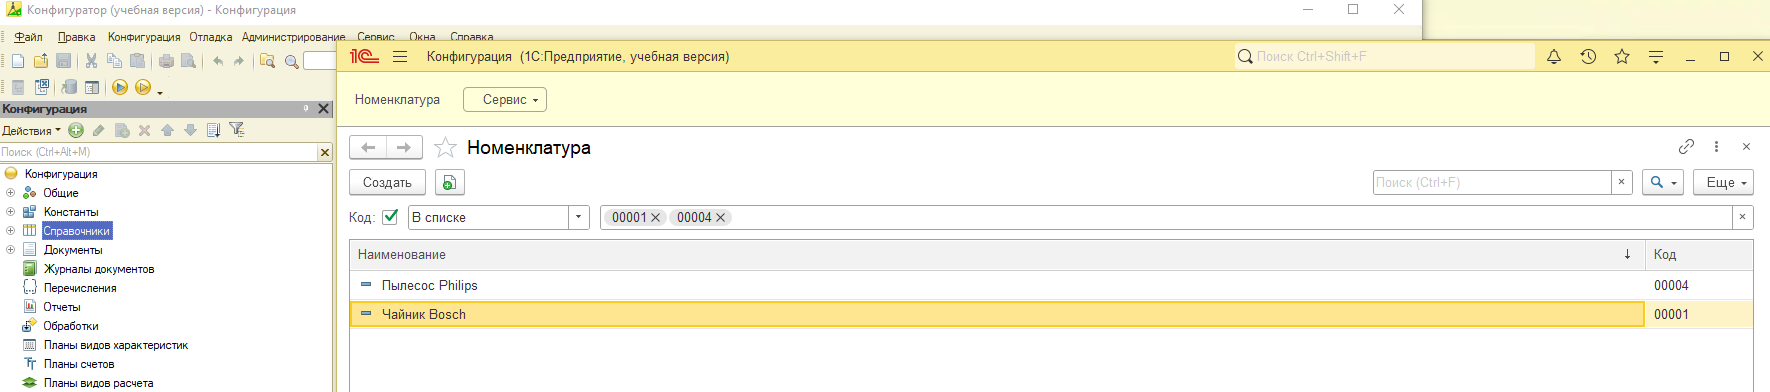 Конфигуратор (учебная версия) - Конфигурация
Файл Правка Конфигурация Отладка Администрирование Сервис Окна Справка
1С Конфигурация (1С:Предприятие, учебная версия) Поиск Ctrl+Shift+F
Номенклатура Сервис
Конфигурация
Действия
Поиск (Ctrl+Alt+M)
Конфигурация
Общие
Константы
Справочники
Документы
Журналы документов
Перечисления
Отчеты
Обработки
Планы видов характеристик
Планы счетов
Планы видов расчета
Номенклатура
Создать Поиск (Ctrl+F) × Еще
Код: В списке 00001 × 00004 × ×
Наименование ↓ Код
Пылесос Philips 00004
Чайник Bosch 00001